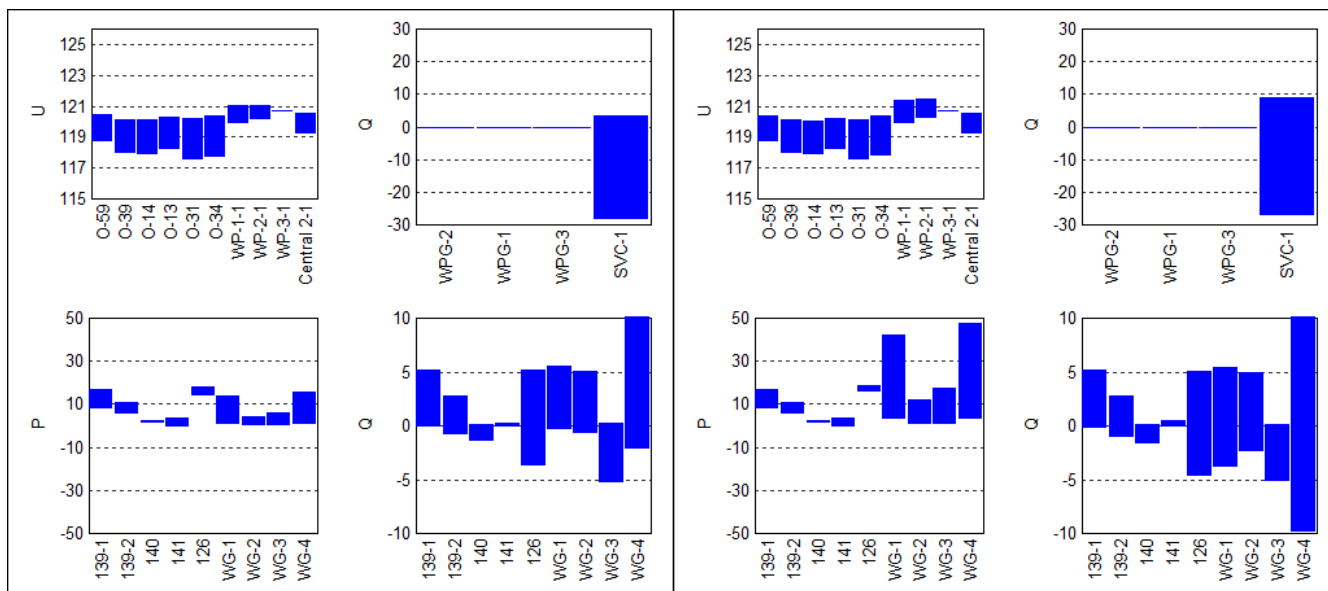 U
125
123
121
119
117
115
O-59
O-39
O-14
O-13
O-31
O-34
WP-1-1
WP-2-1
WP-3-1
Central 2-1
Q
30
20
10
0
-10
-20
-30
WPG-2
WPG-1
WPG-3
SVC-1
U
125
123
121
119
117
115
O-59
O-39
O-14
O-13
O-31
O-34
WP-1-1
WP-2-1
WP-3-1
Central 2-1
Q
30
20
10
0
-10
-20
-30
WPG-2
WPG-1
WPG-3
SVC-1
P
50
30
10
-10
-30
-50
139-1
139-2
140
141
126
WG-1
WG-2
WG-3
WG-4
Q
10
5
0
-5
-10
139-1
139-2
140
141
126
WG-1
WG-2
WG-3
WG-4
P
50
30
10
-10
-30
-50
139-1
139-2
140
141
126
WG-1
WG-2
WG-3
WG-4
Q
10
5
0
-5
-10
139-1
139-2
140
141
126
WG-1
WG-2
WG-3
WG-4